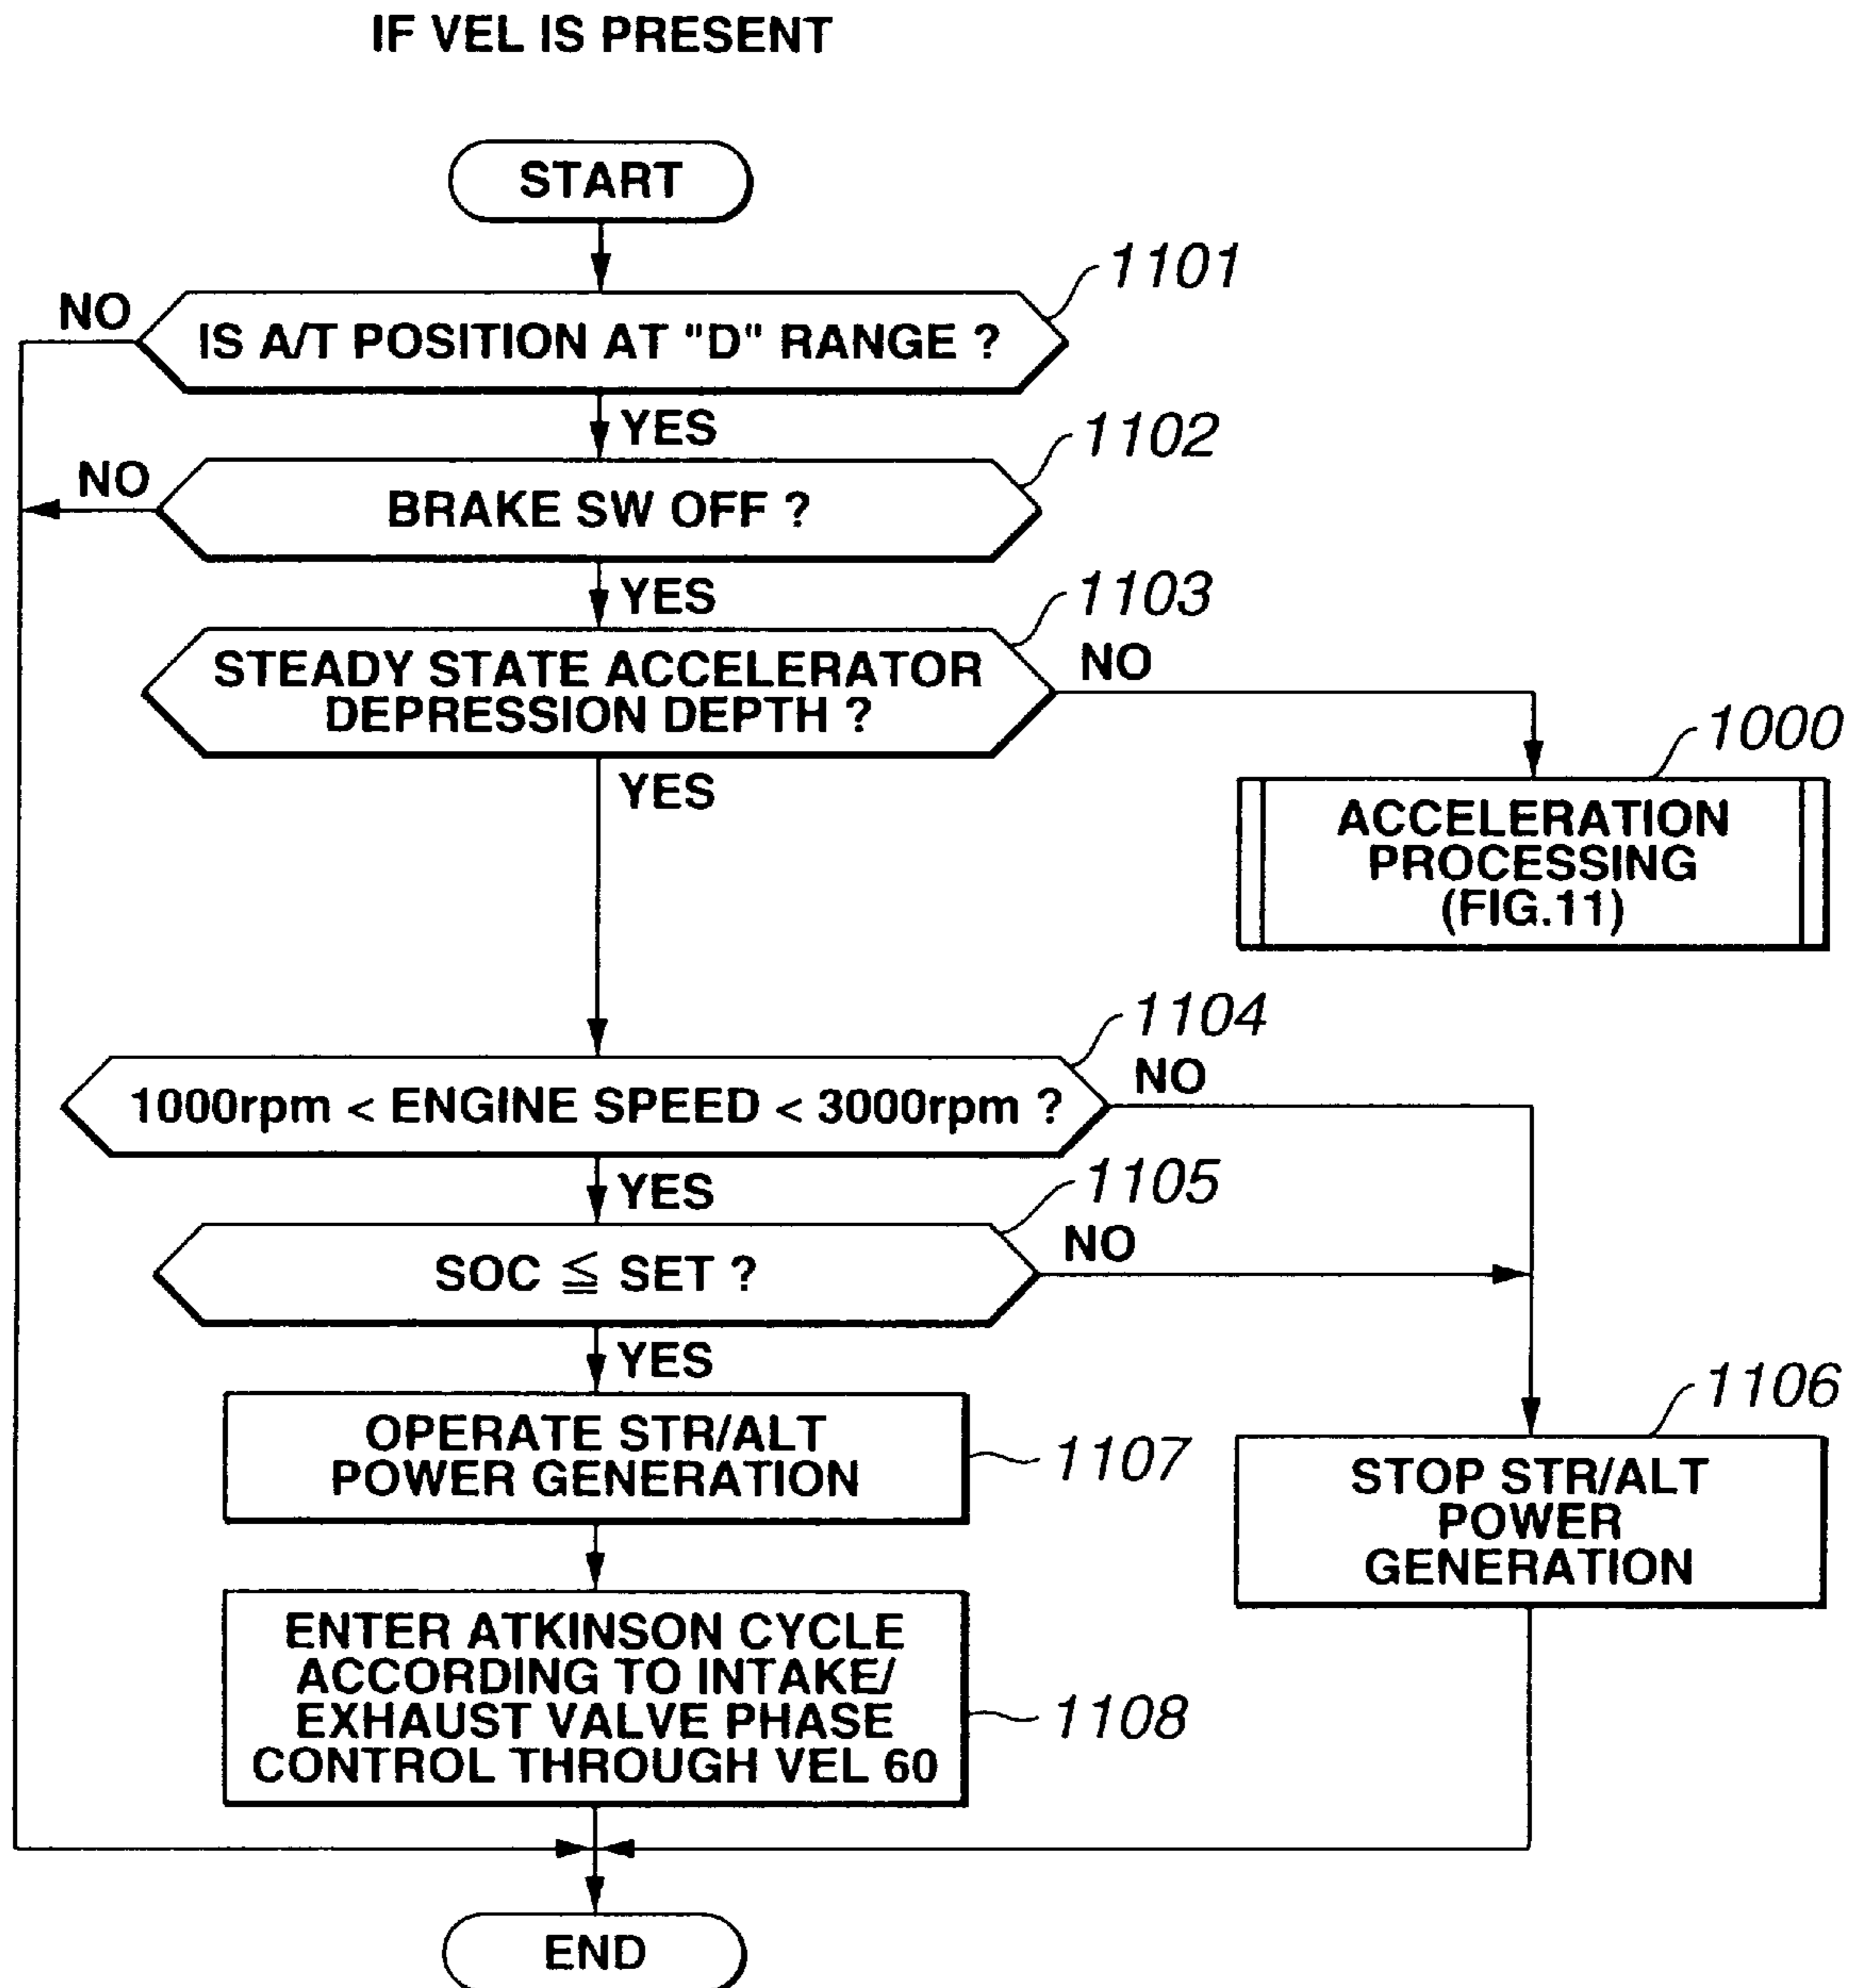 IF VEL IS PRESENT
START
1101
NO
IS A/T POSITION AT "D" RANGE ?
YES
1102
NO
BRAKE SW OFF ?
YES
1103
STEADY STATE ACCELERATOR
DEPRESSION DEPTH ?
NO
YES
1000
ACCELERATION
PROCESSING
(FIG.11)
1104
1000rpm < ENGINE SPEED < 3000rpm ?
NO
YES
1105
SOC ≦ SET ?
NO
YES
1106
OPERATE STR/ALT
POWER GENERATION
1107
STOP STR/ALT
POWER
GENERATION
ENTER ATKINSON CYCLE
ACCORDING TO INTAKE/
EXHAUST VALVE PHASE
CONTROL THROUGH VEL 60
1108
END